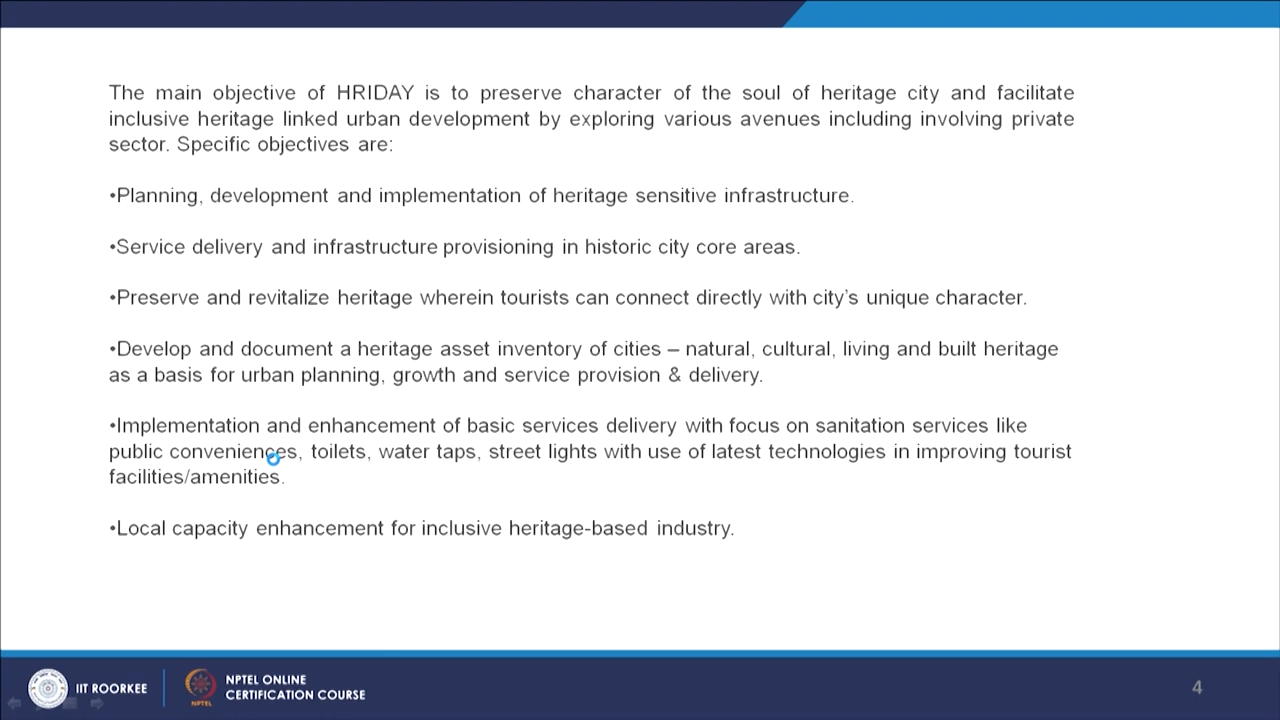 The main objective of HRIDAY is to preserve character of the soul of heritage city and facilitate
inclusive heritage linked urban development by exploring various avenues including involving private
sector. Specific objectives are:
•Planning, development and implementation of heritage sensitive infrastructure.
•Service delivery and infrastructure provisioning in historic city core areas.
•Preserve and revitalize heritage wherein tourists can connect directly with city's unique character.
•Develop and document a heritage asset inventory of cities – natural, cultural, living and built heritage
as a basis for urban planning, growth and service provision & delivery.
•Implementation and enhancement of basic services delivery with focus on sanitation services like
public conveniences, toilets, water taps, street lights with use of latest technologies in improving tourist
facilities/amenities.
•Local capacity enhancement for inclusive heritage-based industry.
IIT ROORKEE
NPTEL
NPTEL ONLINE
CERTIFICATION COURSE
4